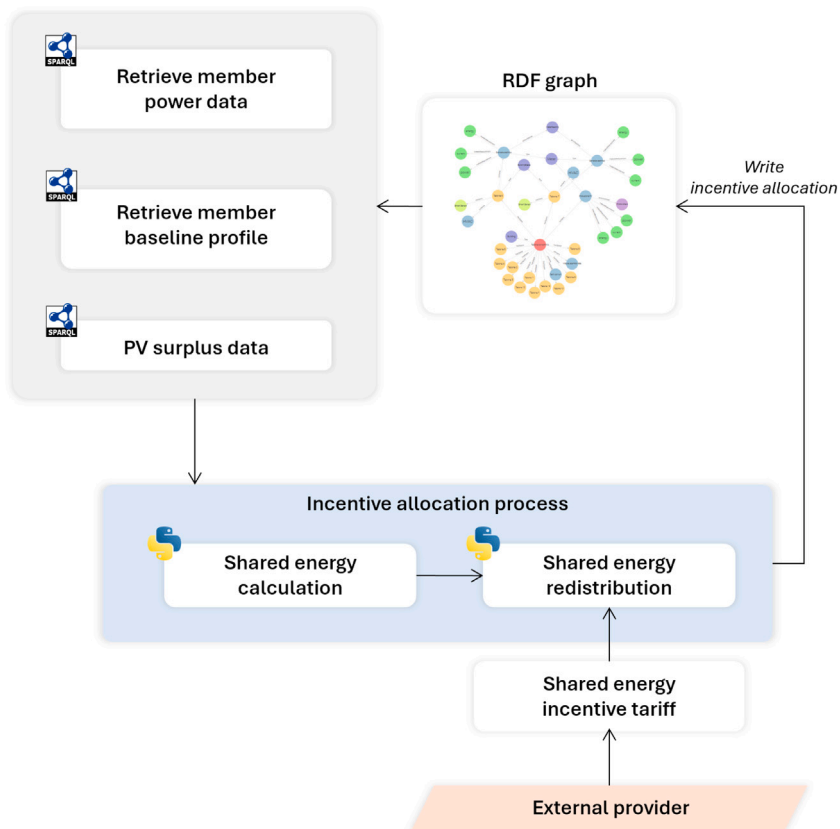 SPARQL
Retrieve member
power data
SPARQL
Retrieve member
baseline profile
SPARQL
PV surplus data
RDF graph
Write
incentive allocation
Incentive allocation process
Shared energy
calculation
Shared energy
redistribution
Shared energy
incentive tariff
External provider